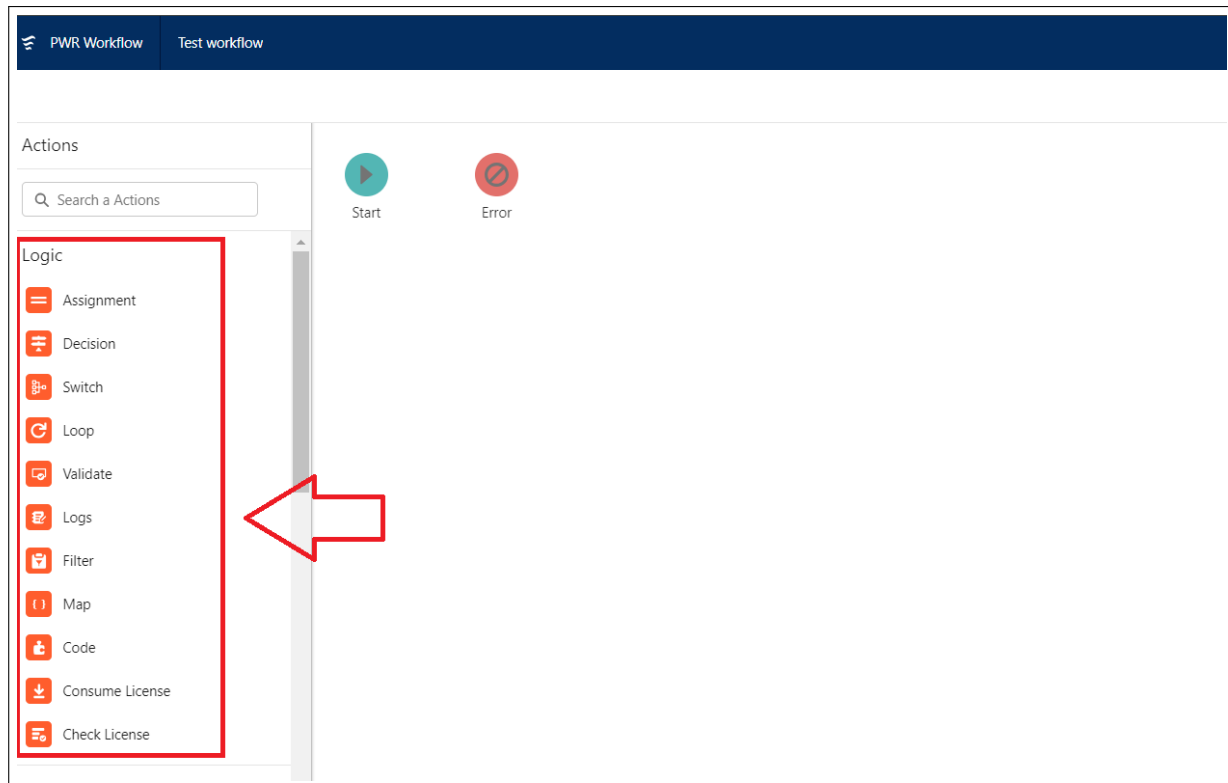 PWR Workflow Test workflow
Actions
Search a Actions
Start Error
Logic
Assignment
Decision
Switch
Loop
Validate
Logs
Filter
Map
Code
Consume License
Check License